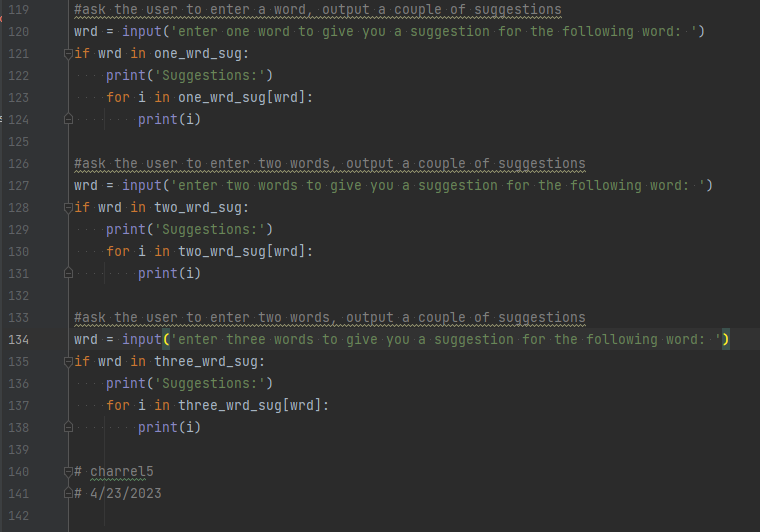 119 #ask the user to enter a word, output a couple of suggestions
120 wrd = input('enter one word to give you a suggestion for the following word: ')
121 if wrd in one_wrd_sug:
122     print('Suggestions:')
123     for i in one_wrd_sug[wrd]:
124         print(i)
125
126 #ask the user to enter two words, output a couple of suggestions
127 wrd = input('enter two words to give you a suggestion for the following word: ')
128 if wrd in two_wrd_sug:
129     print('Suggestions:')
130     for i in two_wrd_sug[wrd]:
131         print(i)
132
133 #ask the user to enter two words, output a couple of suggestions
134 wrd = input('enter three words to give you a suggestion for the following word: ')
135 if wrd in three_wrd_sug:
136     print('Suggestions:')
137     for i in three_wrd_sug[wrd]:
138         print(i)
139
140 # charrel5
141 # 4/23/2023
142